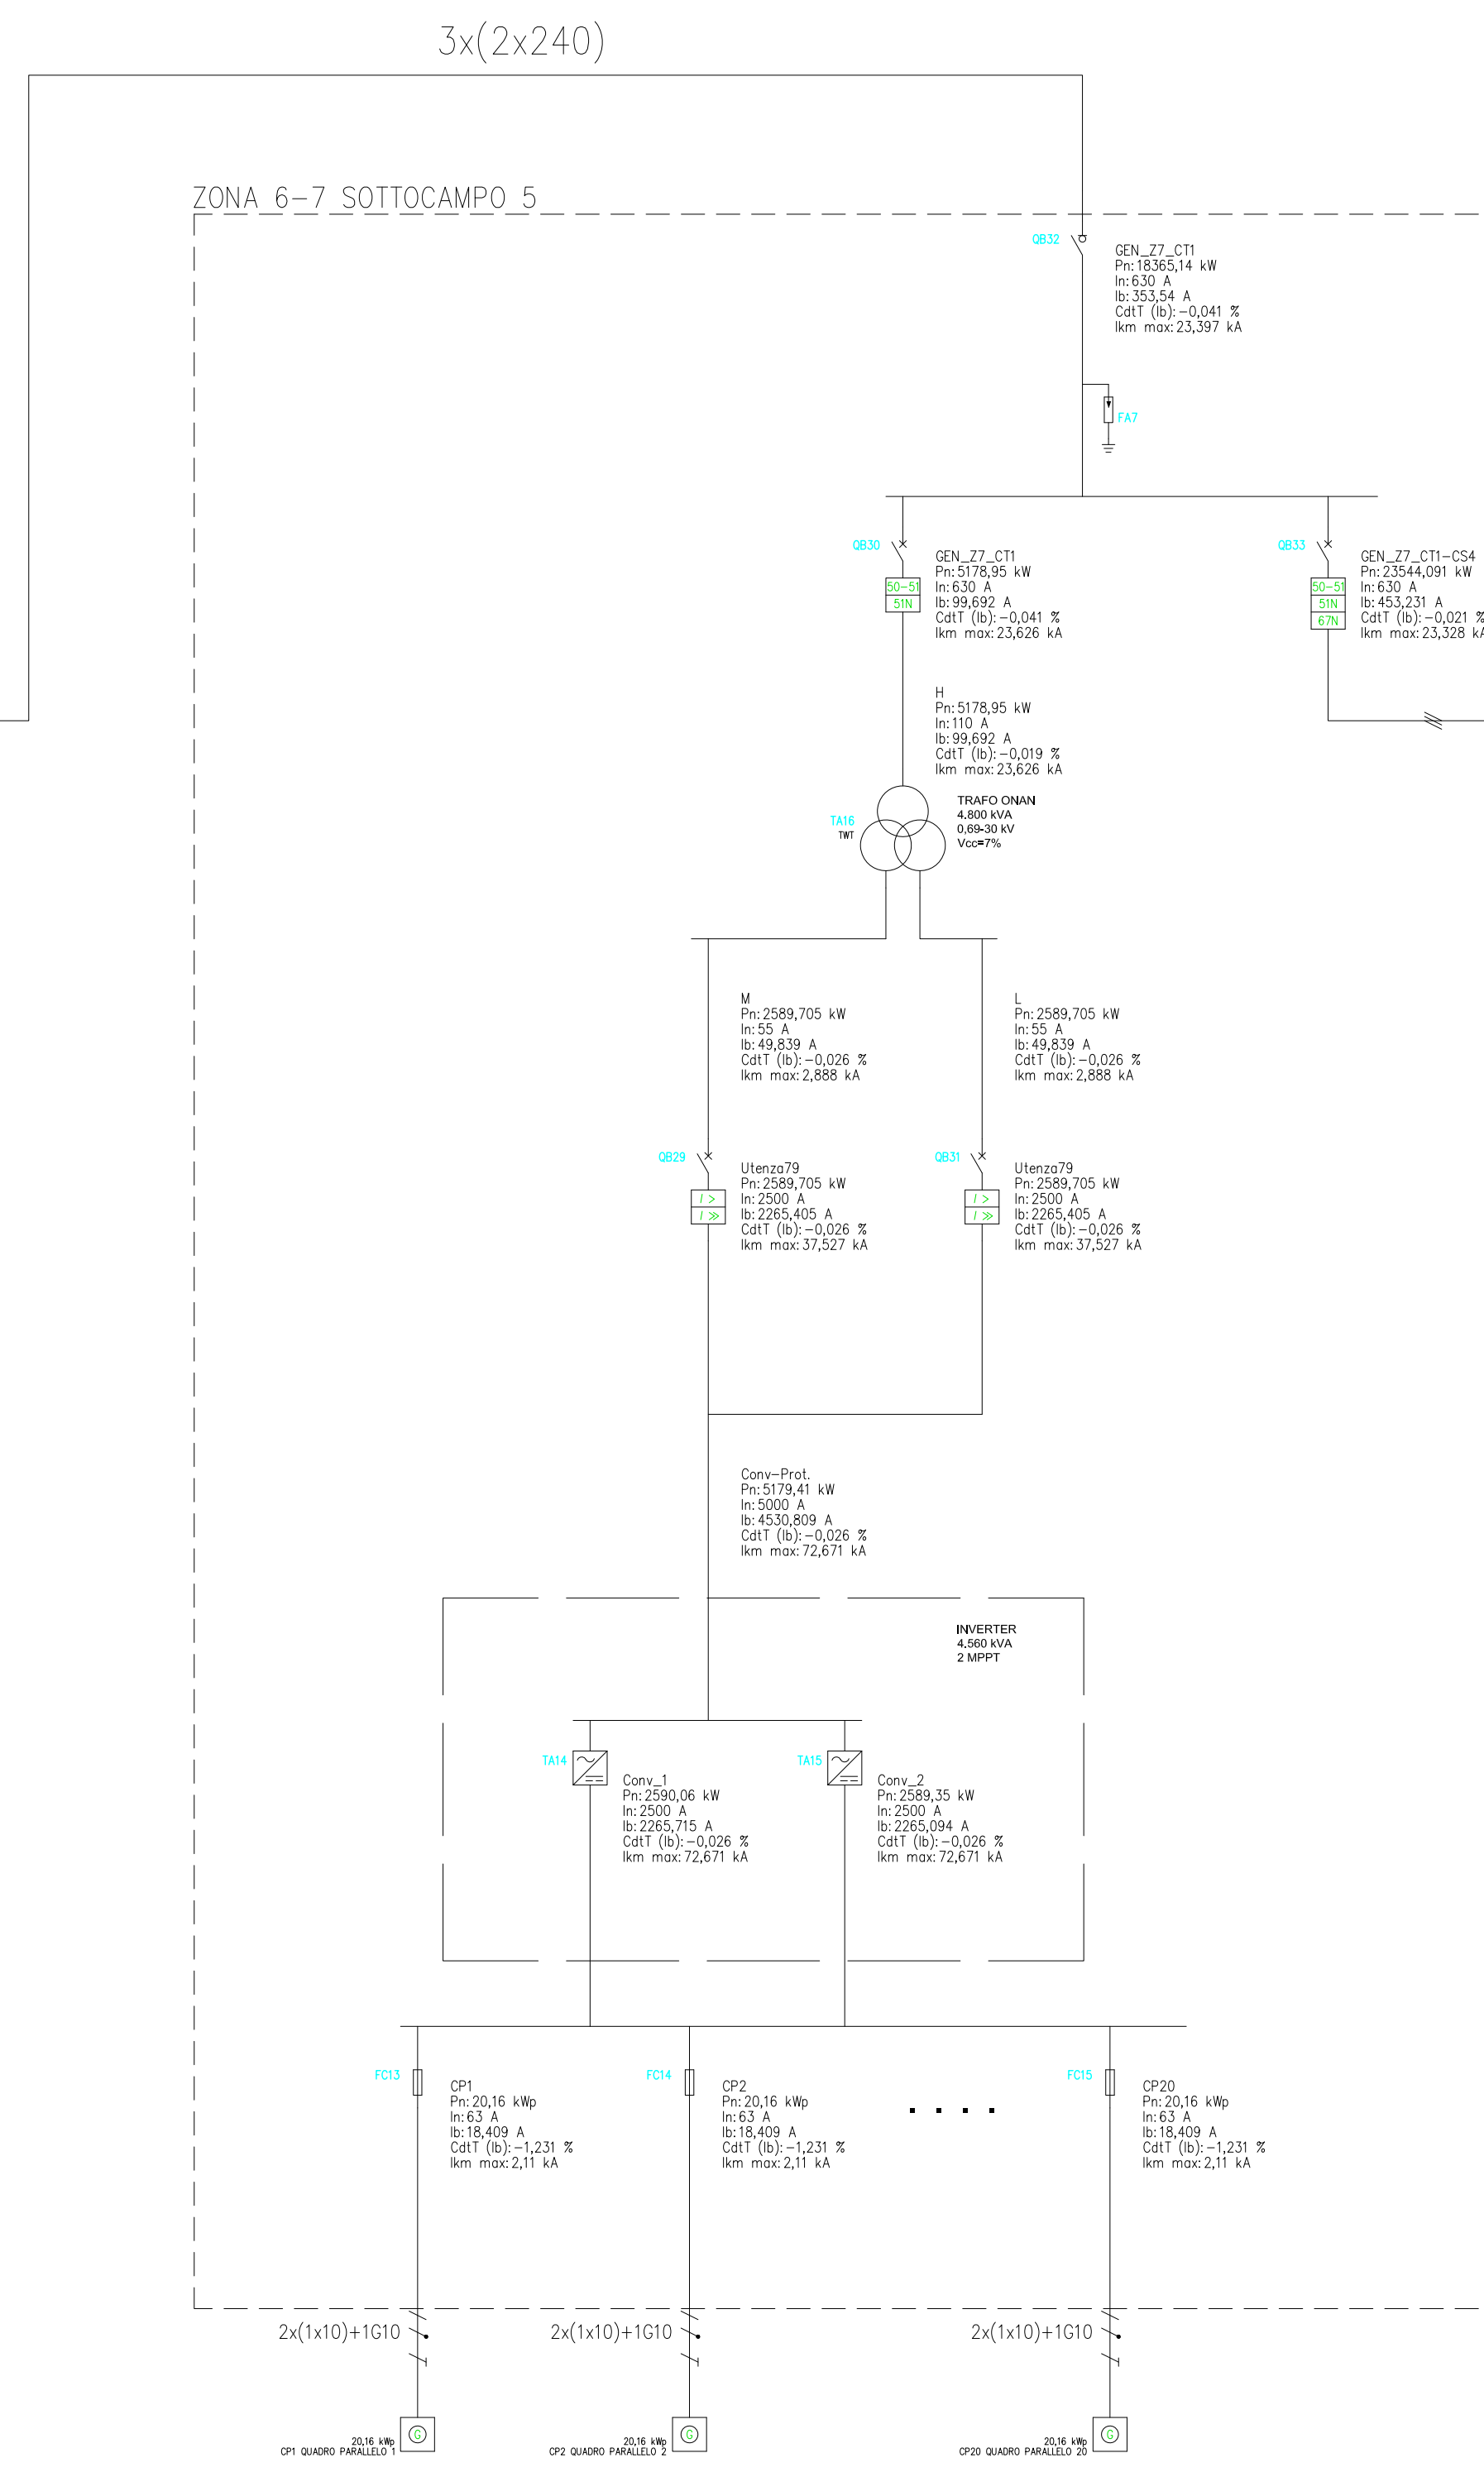 3x(2x240)
ZONA 6-7 SOTTOCAMPO 5
QB32
GEN_Z7_CT1
Pn: 18365,14 kW
In: 630 A
Ib: 353,54 A
CdtT (Ib): -0,041 %
Ikm max: 23,397 kA
FA7
QB30
50-51
51N
GEN_Z7_CT1
Pn: 5178,95 kW
In: 630 A
Ib: 99,692 A
CdtT (Ib): -0,041 %
Ikm max: 23,626 kA
QB33
50-51
51N
67N
GEN_Z7_CT1-CS4
Pn: 23544,091 kW
In: 630 A
Ib: 453,231 A
CdtT (Ib): -0,021 %
Ikm max: 23,328 kA
H
Pn: 5178,95 kW
In: 110 A
Ib: 99,692 A
CdtT (Ib): -0,019 %
Ikm max: 23,626 kA
TA16
TWT
TRAFO ONAN
4.800 kVA
0,69-30 kV
Vcc=7%
M
Pn: 2589,705 kW
In: 55 A
Ib: 49,839 A
CdtT (Ib): -0,026 %
Ikm max: 2,888 kA
L
Pn: 2589,705 kW
In: 55 A
Ib: 49,839 A
CdtT (Ib): -0,026 %
Ikm max: 2,888 kA
QB29
I >
I >>
Utenza79
Pn: 2589,705 kW
In: 2500 A
Ib: 2265,405 A
CdtT (Ib): -0,026 %
Ikm max: 37,527 kA
QB31
I >
I >>
Utenza79
Pn: 2589,705 kW
In: 2500 A
Ib: 2265,405 A
CdtT (Ib): -0,026 %
Ikm max: 37,527 kA
Conv-Prot.
Pn: 5179,41 kW
In: 5000 A
Ib: 4530,809 A
CdtT (Ib): -0,026 %
Ikm max: 72,671 kA
INVERTER
4.560 kVA
2 MPPT
TA14
Conv_1
Pn: 2590,06 kW
In: 2500 A
Ib: 2265,715 A
CdtT (Ib): -0,026 %
Ikm max: 72,671 kA
TA15
Conv_2
Pn: 2589,35 kW
In: 2500 A
Ib: 2265,094 A
CdtT (Ib): -0,026 %
Ikm max: 72,671 kA
FC13
CP1
Pn: 20,16 kWp
In: 63 A
Ib: 18,409 A
CdtT (Ib): -1,231 %
Ikm max: 2,11 kA
FC14
CP2
Pn: 20,16 kWp
In: 63 A
Ib: 18,409 A
CdtT (Ib): -1,231 %
Ikm max: 2,11 kA
. . . .
FC15
CP20
Pn: 20,16 kWp
In: 63 A
Ib: 18,409 A
CdtT (Ib): -1,231 %
Ikm max: 2,11 kA
2x(1x10)+1G10
2x(1x10)+1G10
2x(1x10)+1G10
20,16 kWp
CP1 QUADRO PARALLELO 1
G
20,16 kWp
CP2 QUADRO PARALLELO 2
G
20,16 kWp
CP20 QUADRO PARALLELO 20
G